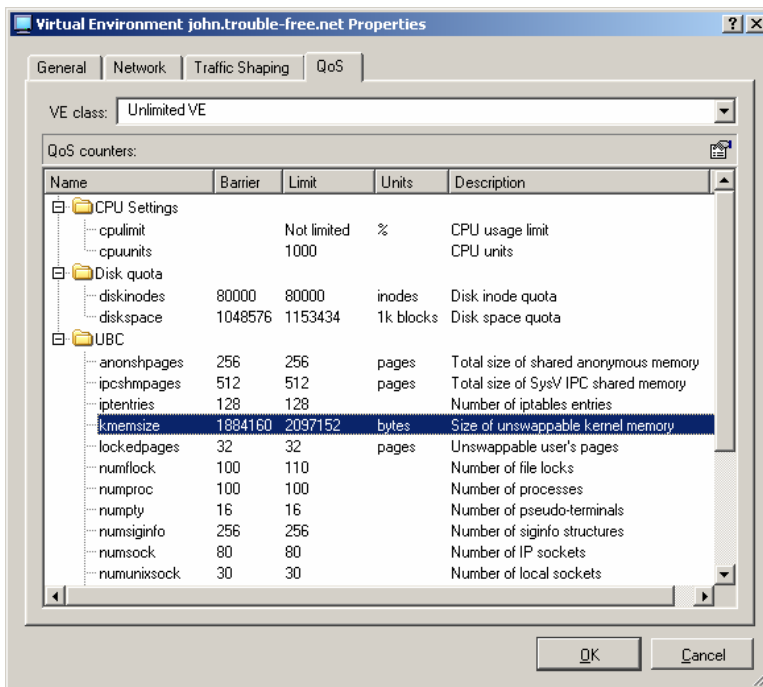 Virtual Environment john.trouble-free.net Properties
General Network Traffic Shaping QoS
VE class: Unlimited VE
QoS counters:
Name Barrier Limit Units Description
CPU Settings
cpulimit Not limited % CPU usage limit
cpuunits 1000 CPU units
Disk quota
diskinodes 80000 80000 inodes Disk inode quota
diskspace 1048576 1153434 1k blocks Disk space quota
UBC
anonshpages 256 256 pages Total size of shared anonymous memory
ipcshmpages 512 512 pages Total size of SysV IPC shared memory
iptentries 128 128 Number of iptables entries
kmemsize 1884160 2097152 bytes Size of unswappable kernel memory
lockedpages 32 32 pages Unswappable user's pages
numflock 100 110 Number of file locks
numproc 100 100 Number of processes
numpty 16 16 Number of pseudo-terminals
numsiginfo 256 256 Number of siginfo structures
numsock 80 80 Number of IP sockets
numunixsock 30 30 Number of local sockets
OK Cancel